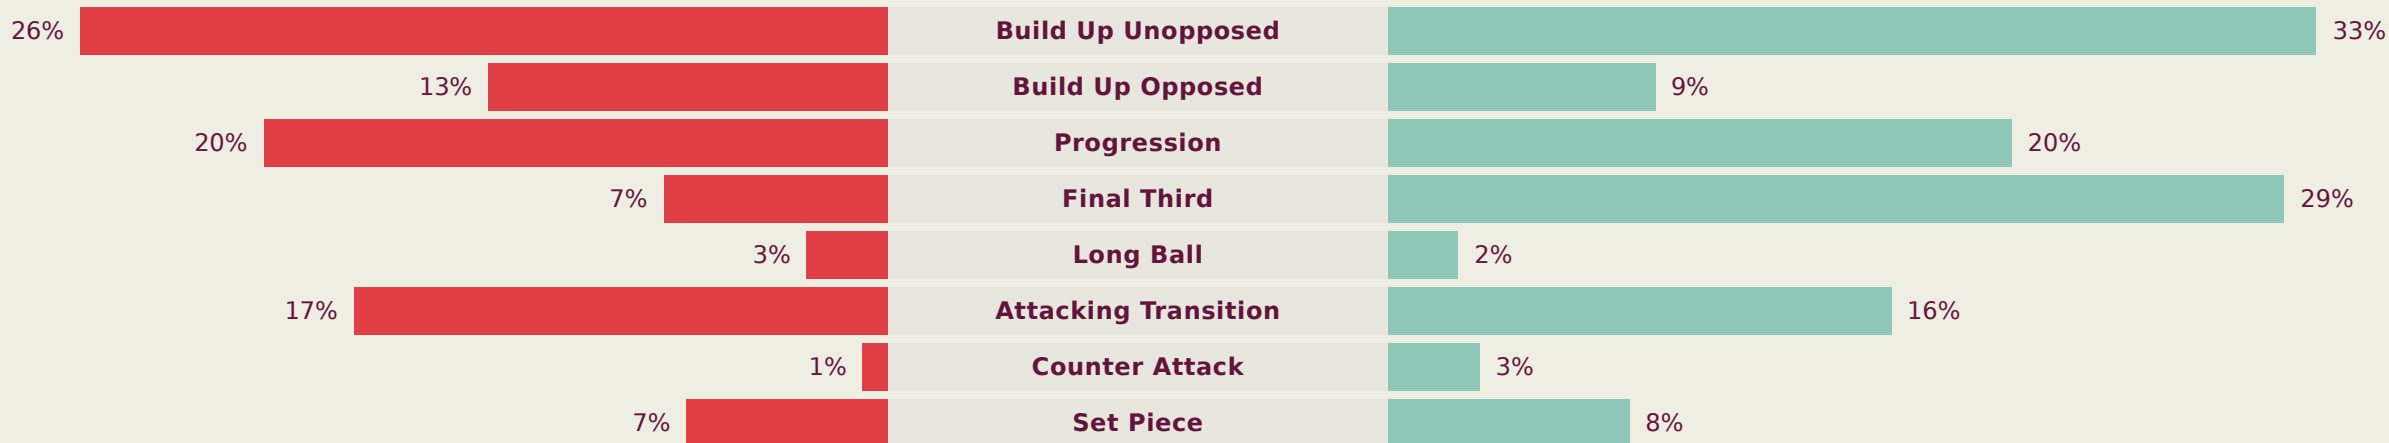 26% Build Up Unopposed 33%
13% Build Up Opposed 9%
20% Progression 20%
7% Final Third 29%
3% Long Ball 2%
17% Attacking Transition 16%
1% Counter Attack 3%
7% Set Piece 8%